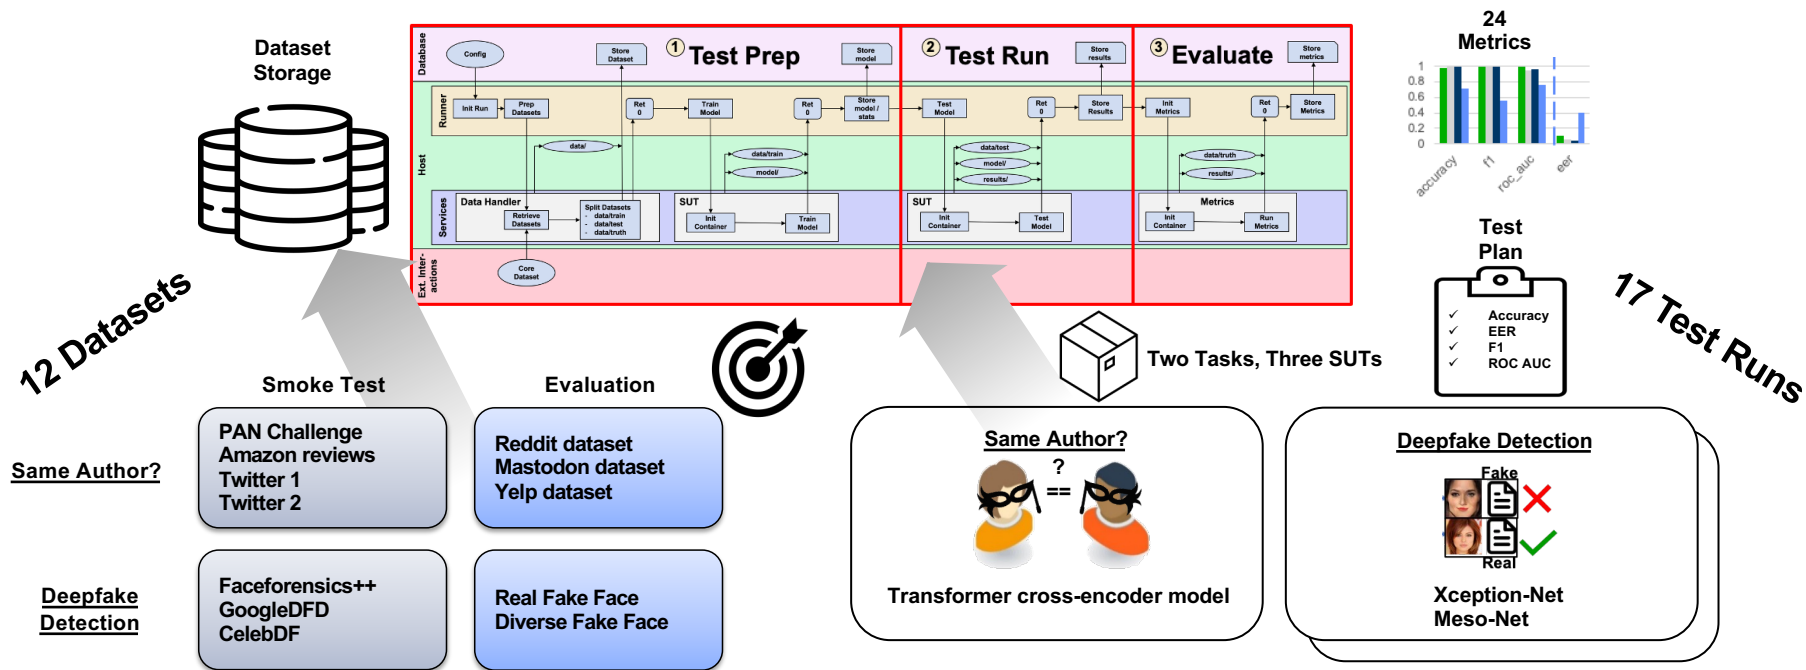 Dataset
Storage
12 Datasets
Database
Config
Store
Dataset
1 Test Prep
Store
model
2 Test Run
Store
results
3 Evaluate
Store
metrics
Host
Runner
Init Run
Prep
Datasets
Ret
0
Train
Model
Ret
0
Store
model /
stats
Test
Model
Ret
0
Store
Results
Init
Metrics
Ret
0
Store
Metrics
data/
data/train
model/
data/test
model/
results/
data/truth
results/
Services
Data Handler
Retrieve
Datasets
Split Datasets
- data/train
- data/test
- data/truth
SUT
Init
Container
Train
Model
SUT
Init
Container
Test
Model
Metrics
Init
Container
Run
Metrics
Ext. Inter-
actions
Core
Dataset
24
Metrics
1
0.8
0.6
0.4
0.2
0
accuracy
f1
roc_auc
eer
Test
Plan
✓ Accuracy
✓ EER
✓ F1
✓ ROC AUC
17 Test Runs
Two Tasks, Three SUTs
Smoke Test
Evaluation
Same Author?
PAN Challenge
Amazon reviews
Twitter 1
Twitter 2
Reddit dataset
Mastodon dataset
Yelp dataset
Deepfake
Detection
Faceforensics++
GoogleDFD
CelebDF
Real Fake Face
Diverse Fake Face
Same Author?
?
==
Transformer cross-encoder model
Deepfake Detection
Fake
Real
Xception-Net
Meso-Net